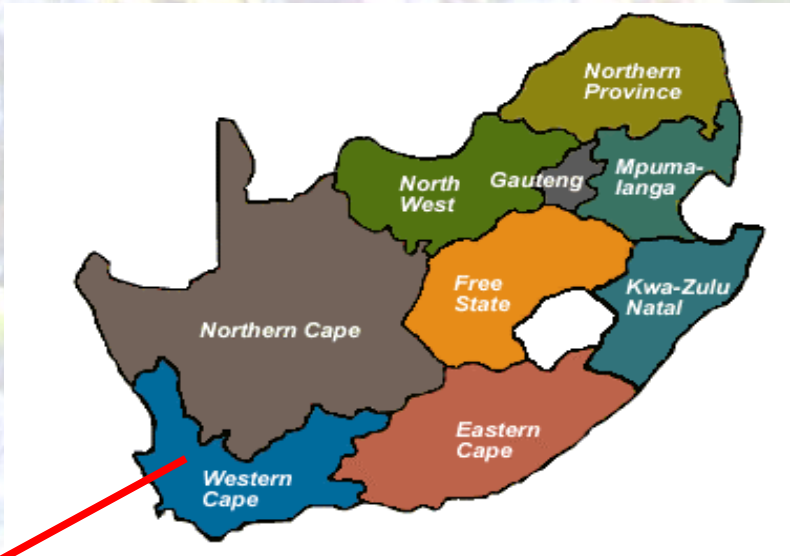 Northern
Province
Mpuma-
langa
Gauteng
North
West
Free
State
Kwa-Zulu
Natal
Northern Cape
Eastern
Cape
Western
Cape